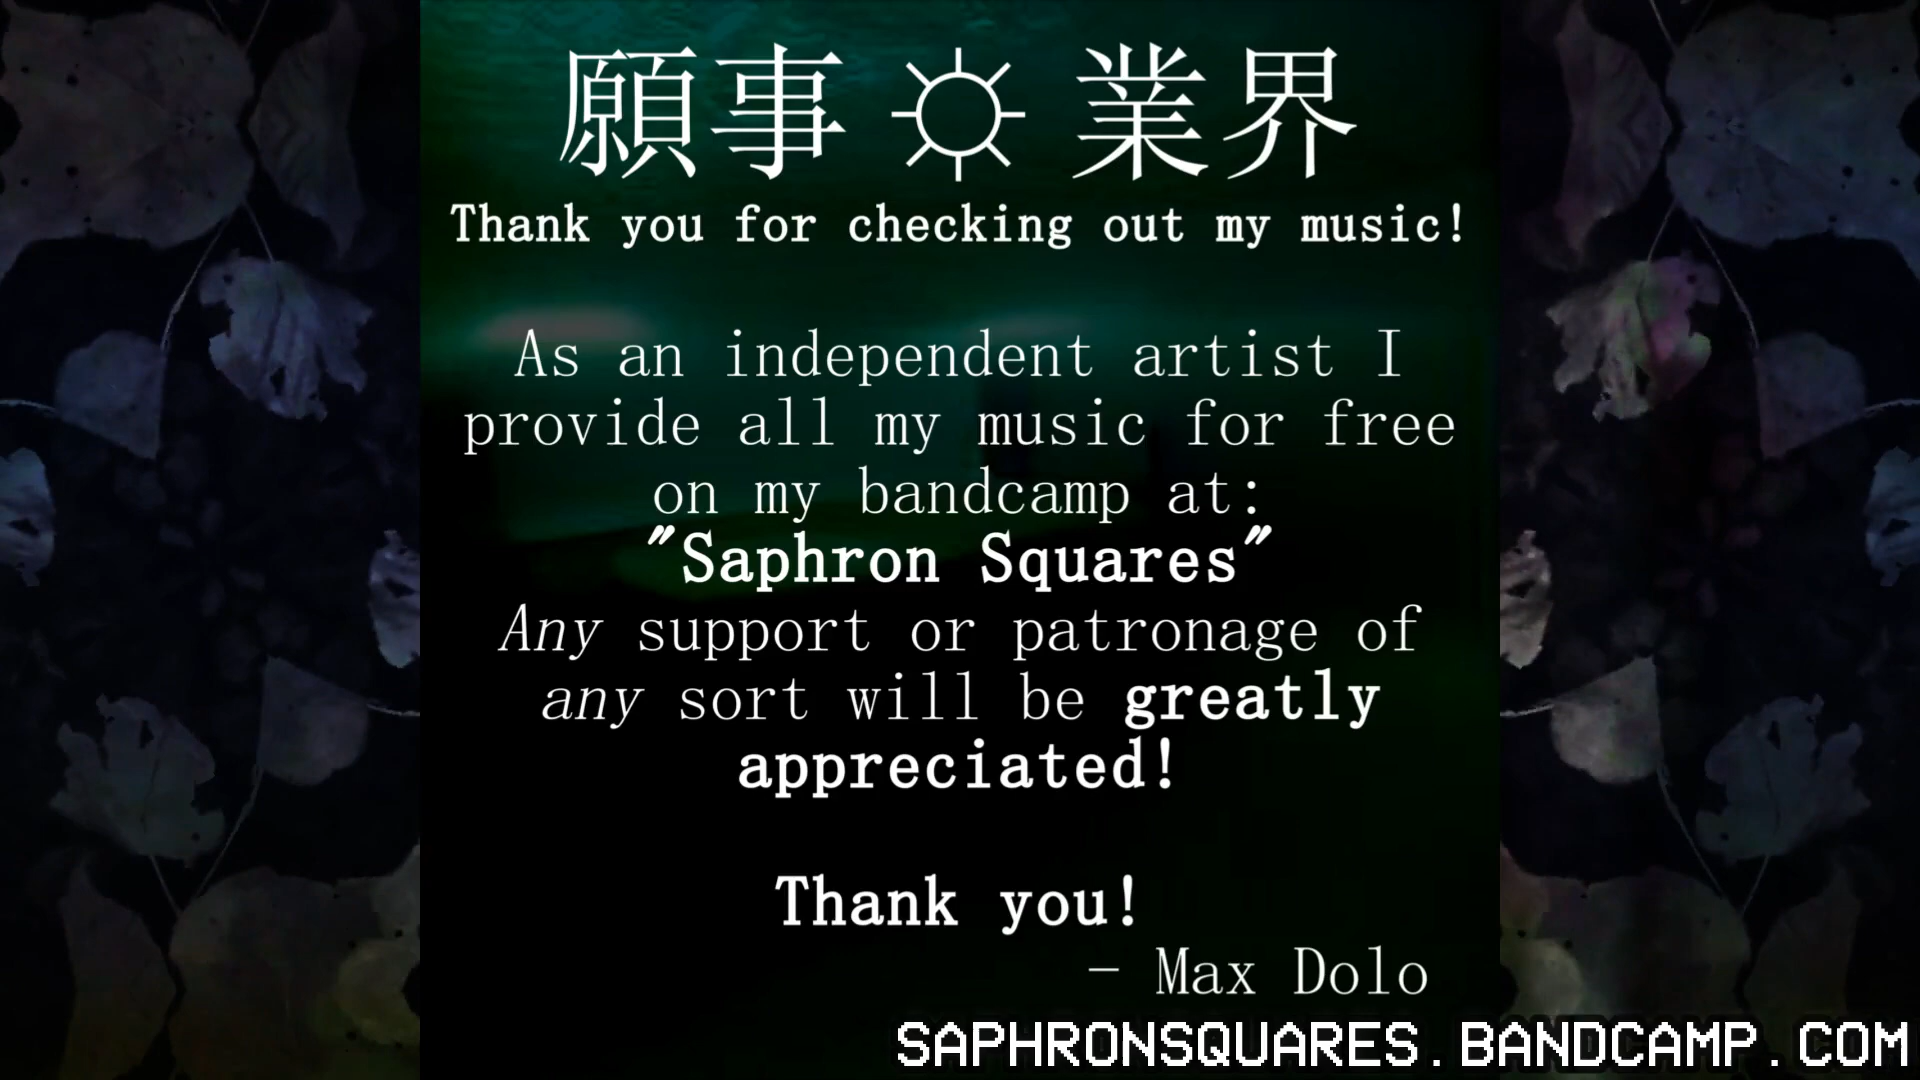 願事☼業界
Thank you for checking out my music!
As an independent artist I
provide all my music for free
on my bandcamp at:
"Saphron Squares"
Any support or patronage of
any sort will be greatly
appreciated!
Thank you!
- Max Dolo
SAPHRONSQUARES.BANDCAMP.COM